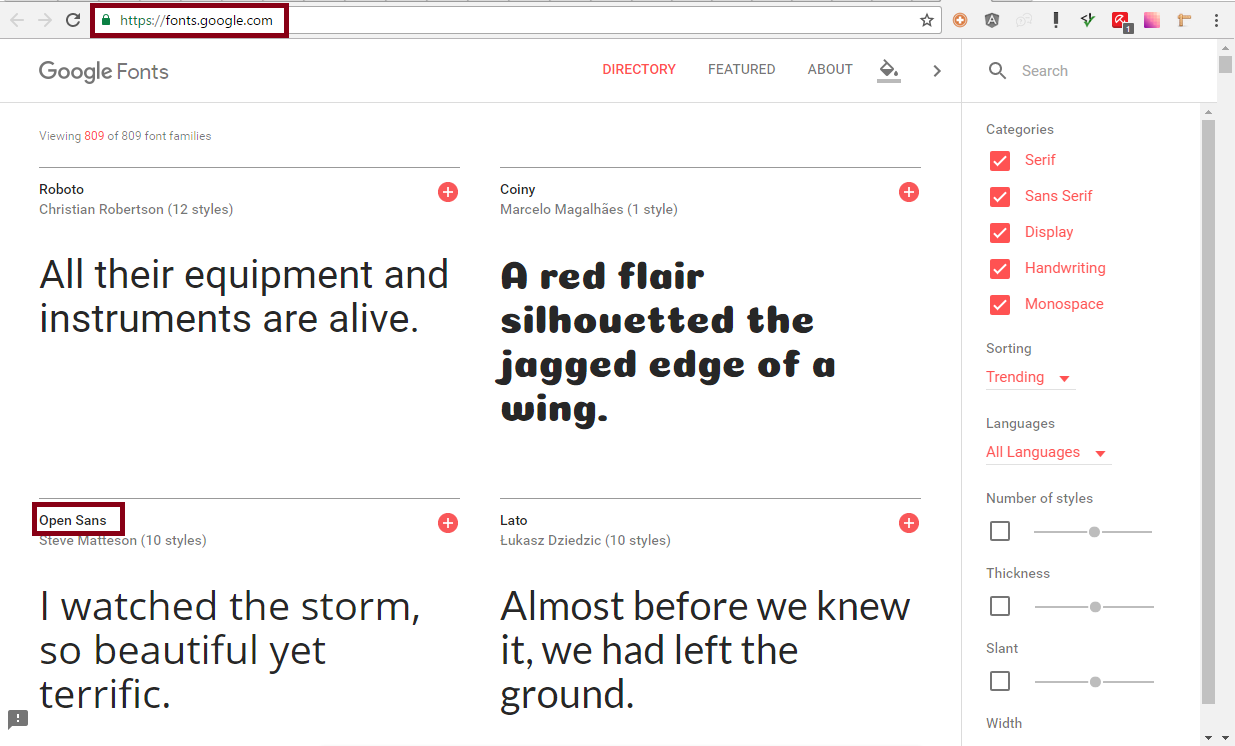 https://fonts.google.com
1
Google Fonts
DIRECTORY
FEATURED
ABOUT
Search
Viewing 809 of 809 font families
Roboto
Christian Robertson (12 styles)
All their equipment and
instruments are alive.
Coiny
Marcelo Magalhães (1 style)
A red flair
silhouetted the
jagged edge of a
wing.
Open Sans
Steve Matteson (10 styles)
I watched the storm,
so beautiful yet
terrific.
Lato
Łukasz Dziedzic (10 styles)
Almost before we knew
it, we had left the
ground.
Categories
Serif
Sans Serif
Display
Handwriting
Monospace
Sorting
Trending
Languages
All Languages
Number of styles
Thickness
Slant
Width